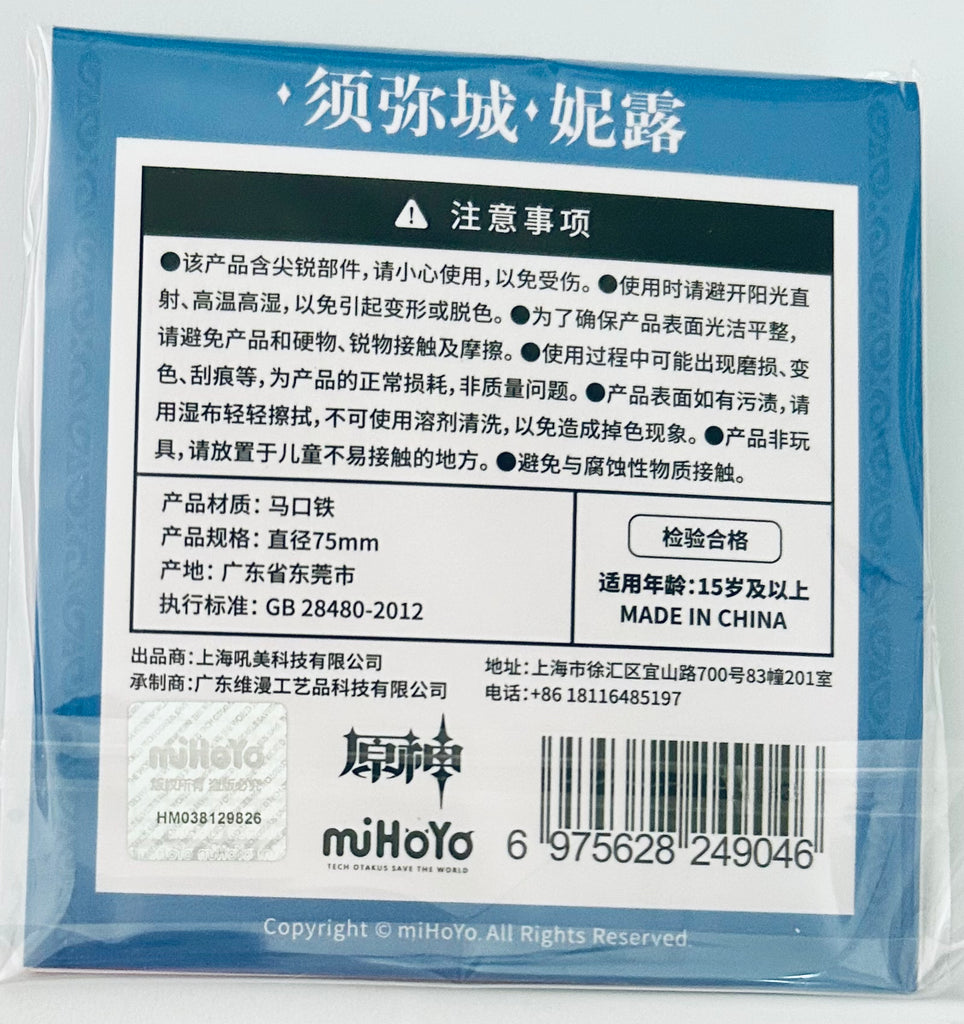 须弥城·妮露
注意事项
●该产品含尖锐部件,请小心使用,以免受伤。●使用时请避开阳光直
射、高温高湿,以免引起变形或脱色。●为了确保产品表面光洁平整,
请避免产品和硬物、锐物接触及摩擦。●使用过程中可能出现磨损、变
色、刮痕等,为产品的正常损耗,非质量问题。●产品表面如有污渍,请
用湿布轻轻擦拭,不可使用溶剂清洗,以免造成掉色现象。●产品非玩
具,请放置于儿童不易接触的地方。●避免与腐蚀性物质接触。
产品材质: 马口铁
产品规格: 直径75mm
产地: 广东省东莞市
执行标准: GB 28480-2012
检验合格
适用年龄:15岁及以上
MADE IN CHINA
出品商:上海吼美科技有限公司
承制商:广东维漫工艺品科技有限公司
地址:上海市徐汇区宜山路700号83幢201室
电话:+86 18116485197
miHoYo
版权所有 盗版必究
HM038129826
原神
miHoYo
TECH OTAKUS SAVE THE WORLD
6 975628 249046
Copyright © miHoYo. All Rights Reserved.